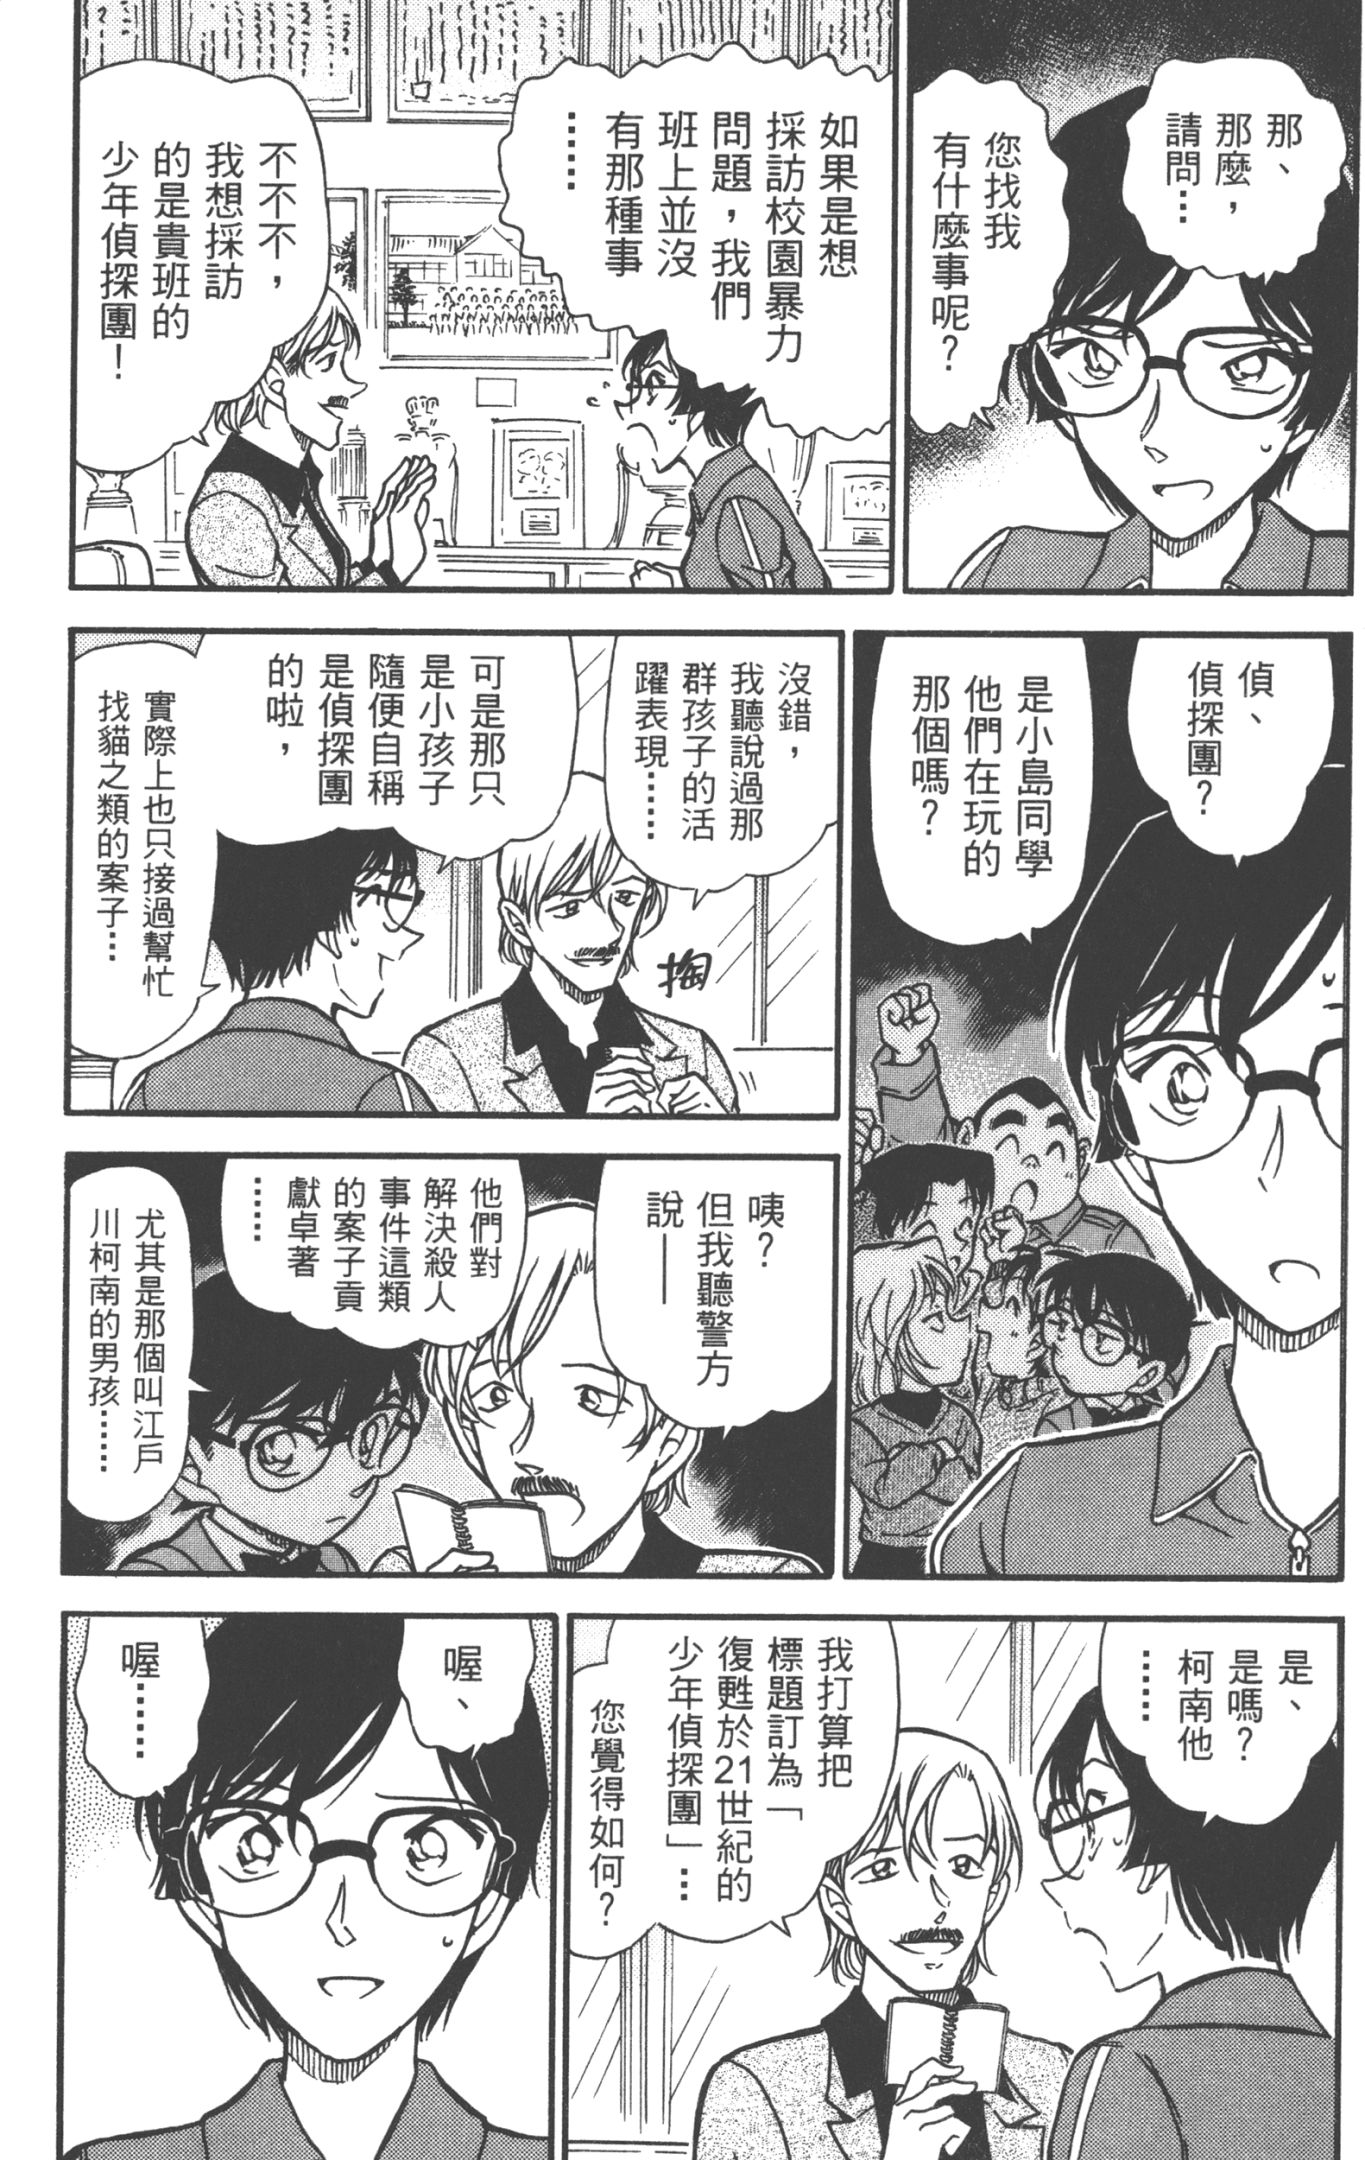 那、
那麼，
請問…
您找我
有什麼事呢？
如果是想
採訪校園暴力
問題，我們
班上並沒
有那種事
……
不不不，
我想採訪
的是貴班的
少年偵探團！
偵、
偵探團？
是小島同學
他們在玩的
那個嗎？
沒錯，
我聽說過那
群孩子的活
躍表現……
掏
可是那只
是小孩子
隨便自稱
是偵探團
的啦，
實際上也只接過幫忙
找貓之類的案子…
咦？
但我聽警方
說——
他們對
解決殺人
事件這類
的案子貢
獻卓著
……
尤其是那個叫江戶
川柯南的男孩……
是、
是嗎？
柯南他
……
我打算把
標題訂為「
復甦於21世紀的
少年偵探團」…
您覺得如何？
喔、
喔……